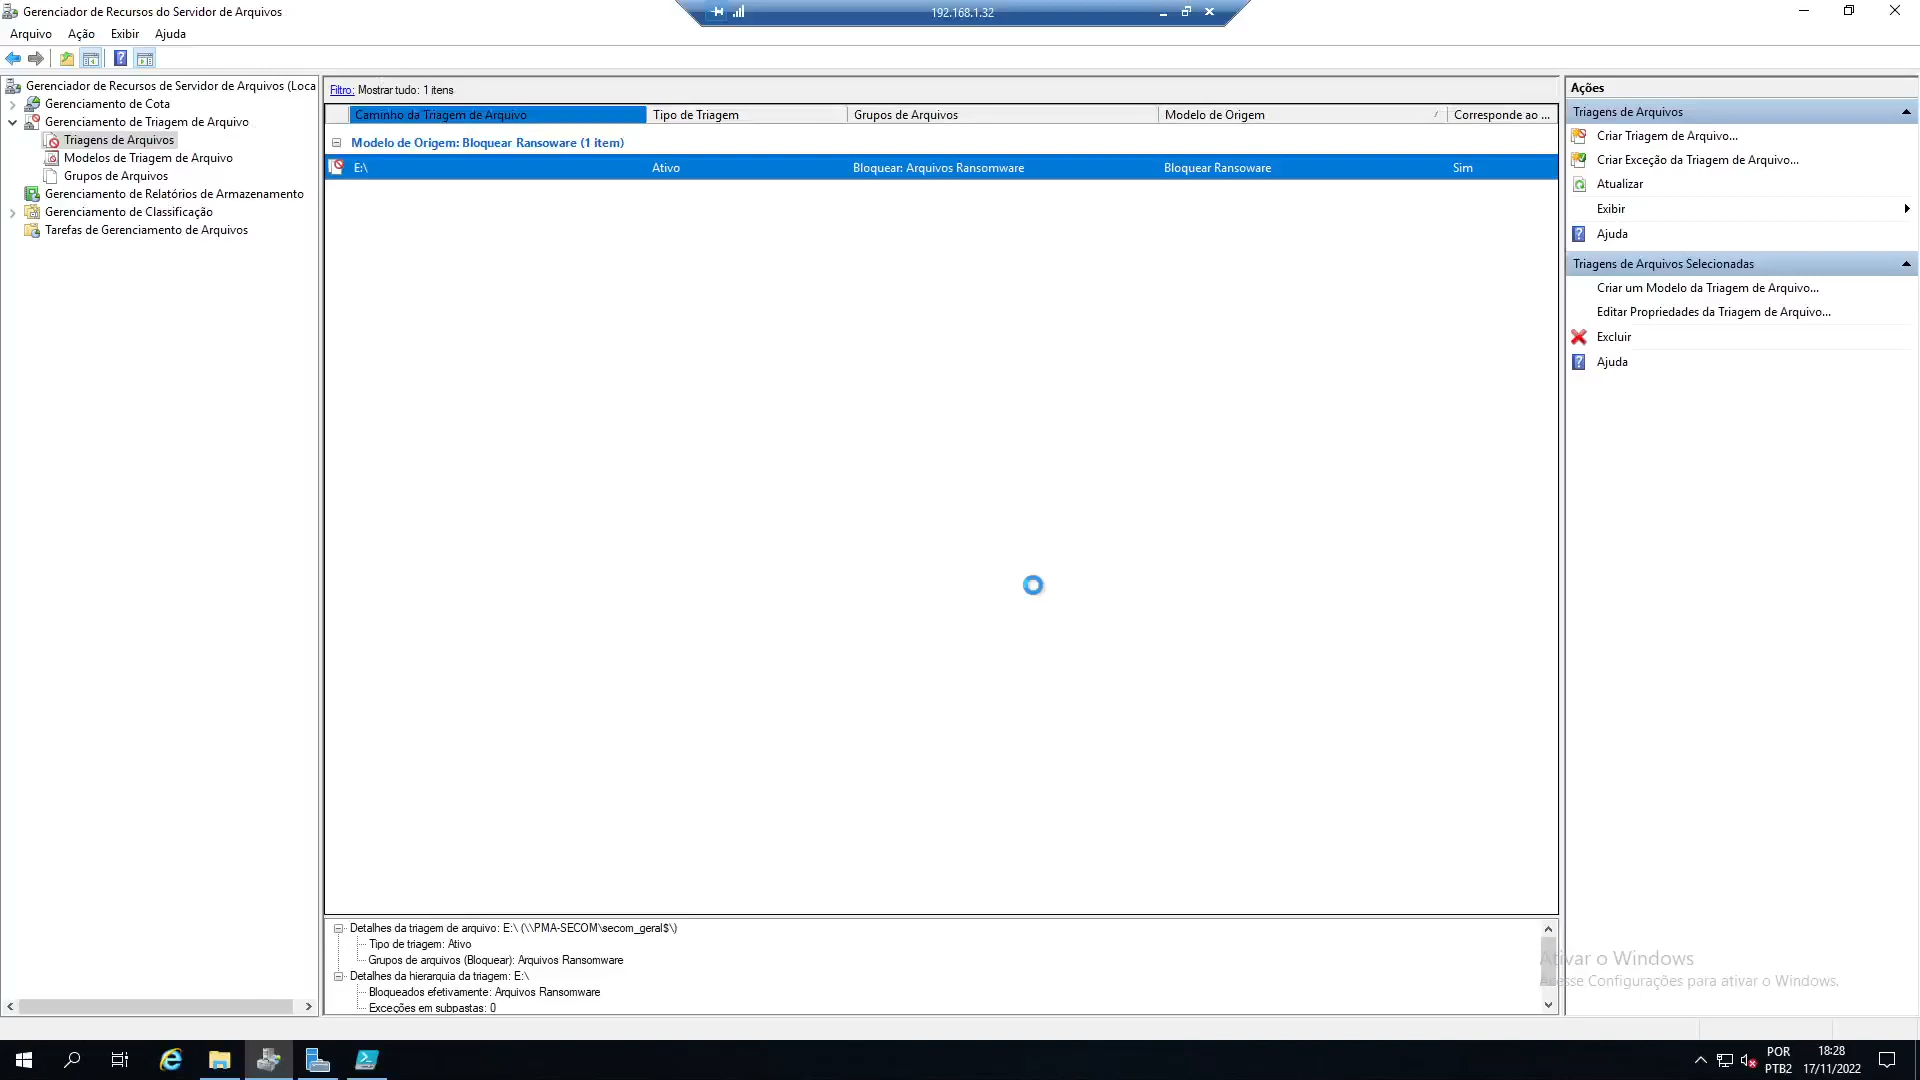 Gerenciador de Recursos do Servidor de Arquivos
192.168.1.32
Arquivo Ação Exibir Ajuda
Gerenciador de Recursos de Servidor de Arquivos (Loca
Gerenciamento de Cota
Gerenciamento de Triagem de Arquivo
Triagens de Arquivos
Modelos de Triagem de Arquivo
Grupos de Arquivos
Gerenciamento de Relatórios de Armazenamento
Gerenciamento de Classificação
Tarefas de Gerenciamento de Arquivos
Filtro: Mostrar tudo: 1 itens
Caminho da Triagem de Arquivo Tipo de Triagem Grupos de Arquivos Modelo de Origem Corresponde ao ...
Modelo de Origem: Bloquear Ransoware (1 item)
E:\ Ativo Bloquear: Arquivos Ransomware Bloquear Ransoware Sim
Detalhes da triagem de arquivo: E:\ (\\PMA-SECOM\secom_geral$\)
Tipo de triagem: Ativo
Grupos de arquivos (Bloquear): Arquivos Ransomware
Detalhes da hierarquia da triagem: E:\
Bloqueados efetivamente: Arquivos Ransomware
Exceções em subpastas: 0
Ações
Triagens de Arquivos
Criar Triagem de Arquivo...
Criar Exceção da Triagem de Arquivo...
Atualizar
Exibir
Ajuda
Triagens de Arquivos Selecionadas
Criar um Modelo da Triagem de Arquivo...
Editar Propriedades da Triagem de Arquivo...
Excluir
Ajuda
Ativar o Windows
Acesse Configurações para ativar o Windows.
POR
PTB2
18:28
17/11/2022